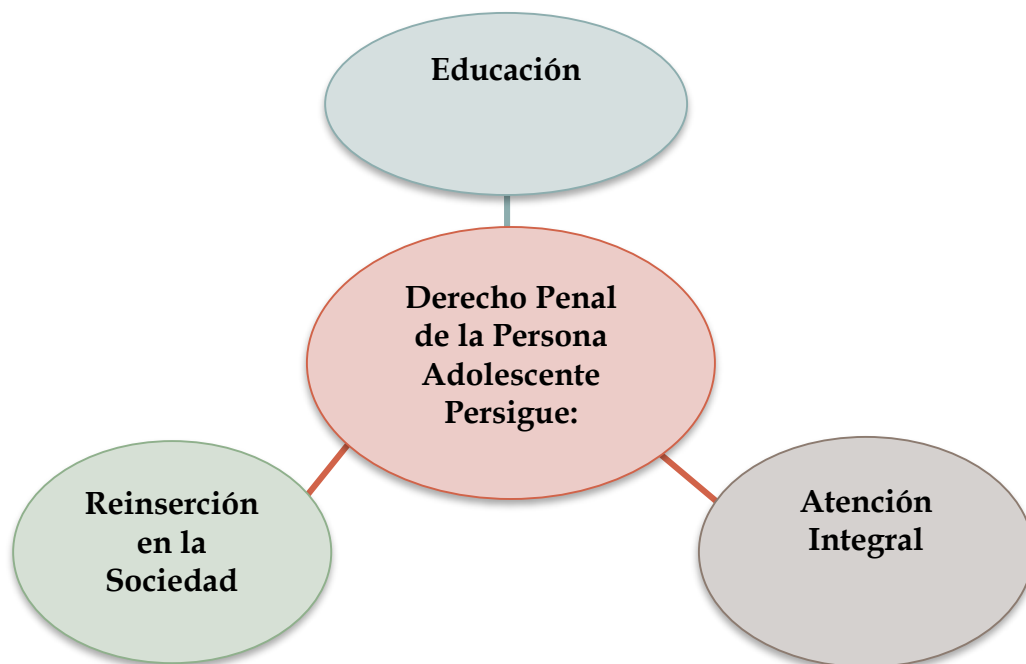 Educación
Derecho Penal
de la Persona
Adolescente
Persigue:
Reinserción
en la
Sociedad
Atención
Integral